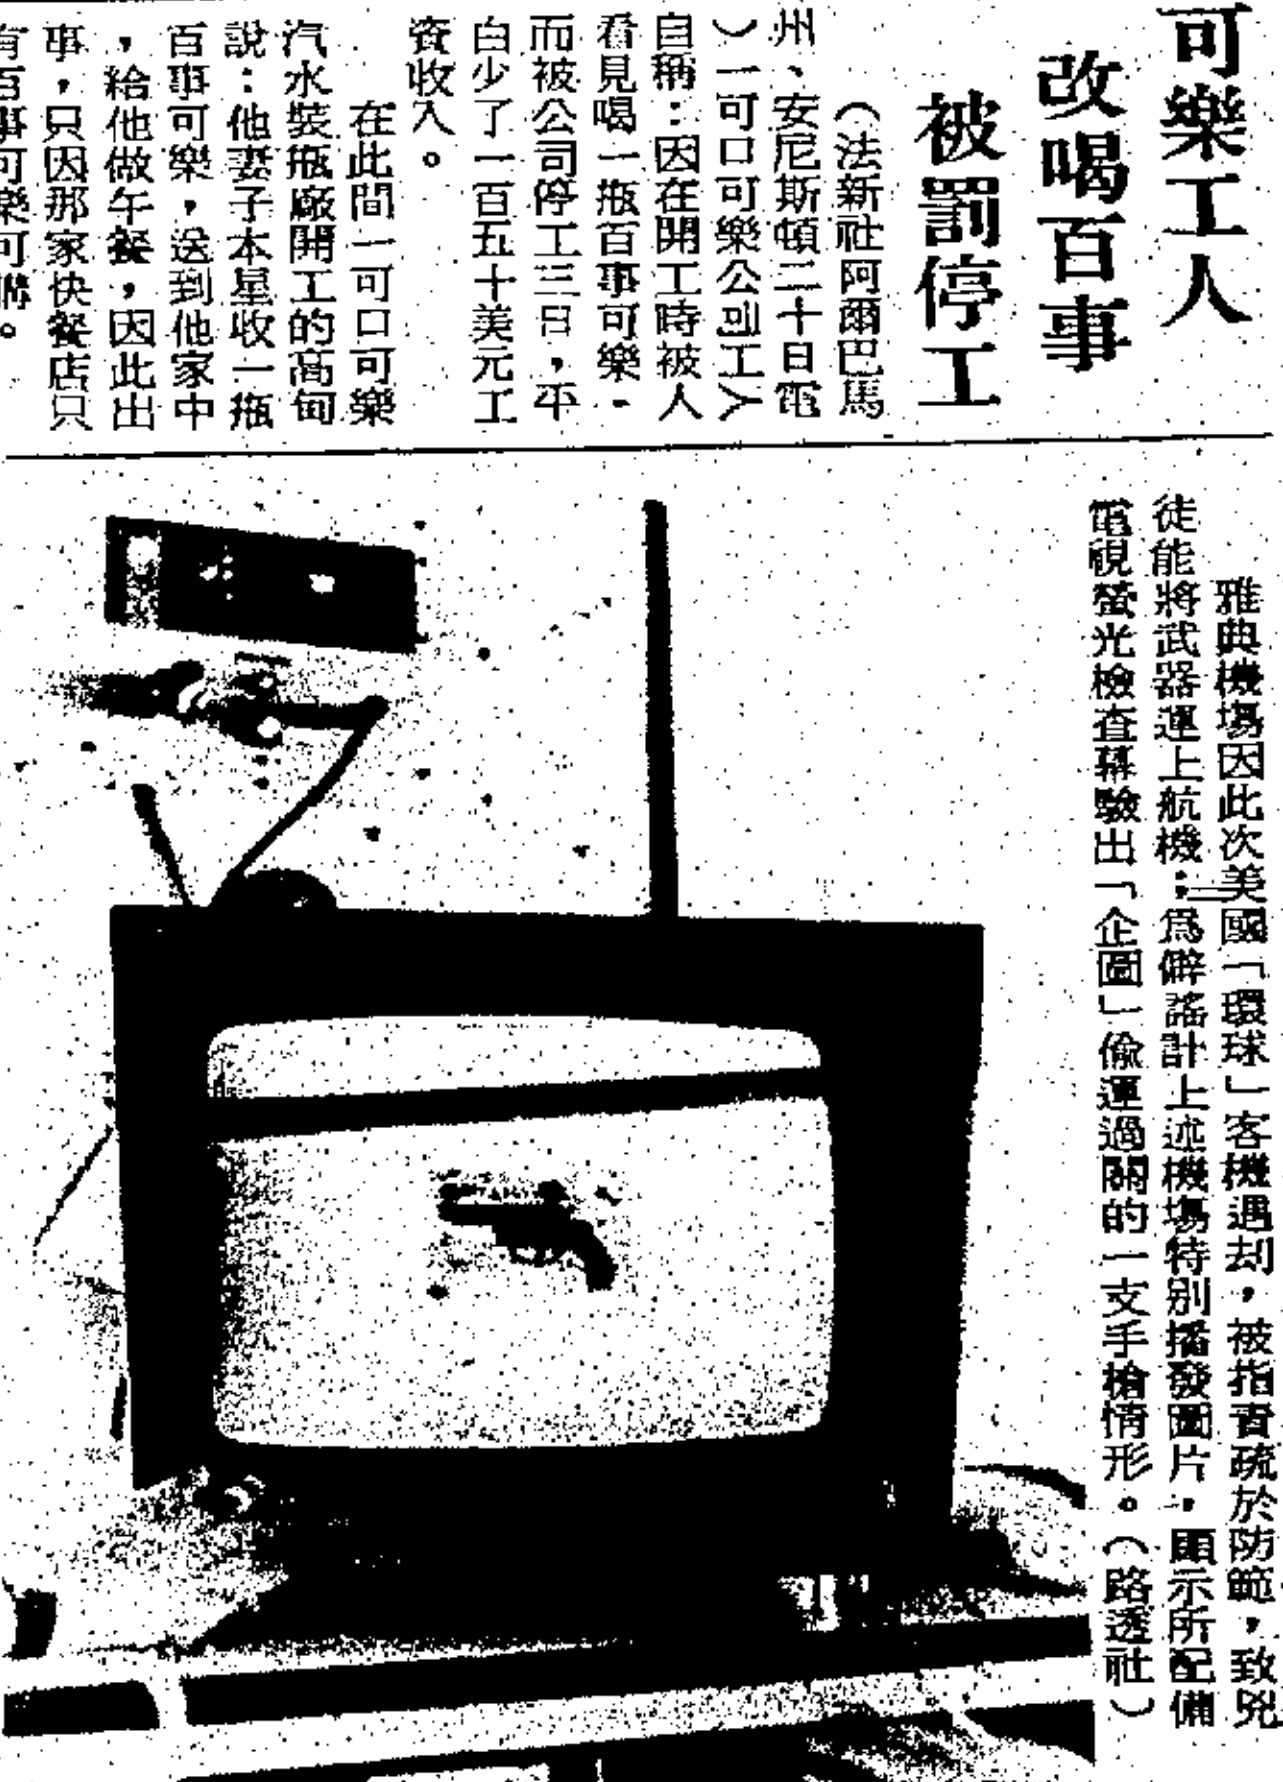 可樂工人
改喝百事
被罰停工
（法新社阿爾巴馬
州、安尼斯頓二十日電
）一可口可樂公司工人
自稱：因在開工時被人
看見喝一瓶百事可樂，
而被公司停工三日，平
白少了一百五十美元工
資收入。
在此間一可口可樂
汽水裝瓶廠開工的高甸
說：他妻子本星收一瓶
百事可樂，送到他家中
，給他做午餐，因此出
事，只因那家快餐店只
有百事可樂可購。
雅典機場因此次美國「環球」客機遇刦，被指責疏於防範，致兇
徒能將武器運上航機；為僻謠計上述機場特別播發圖片，顯示所配備
電視螢光檢查幕驗出「企圖」偸運過關的一支手槍情形。（路透社）